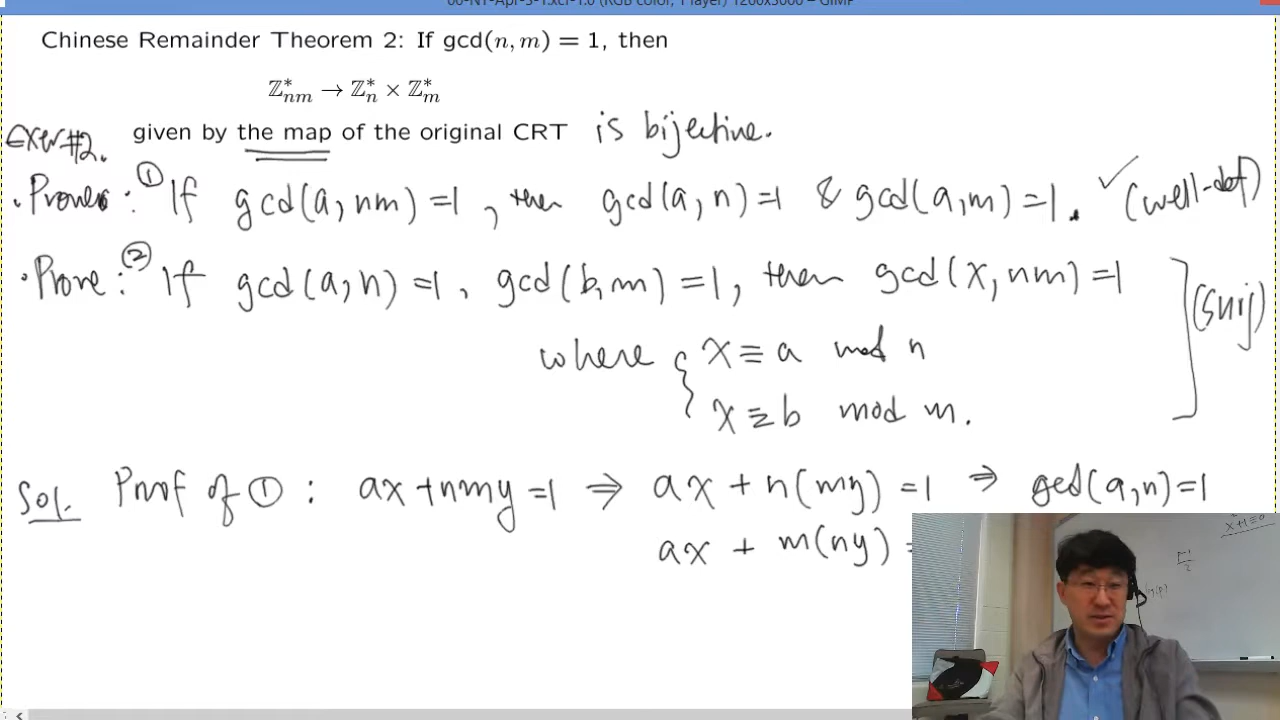 Chinese Remainder Theorem 2: If gcd(n, m) = 1, then
ℤ*ₙₘ → ℤ*ₙ × ℤ*ₘ
given by the map of the original CRT is bijective.
Exer#2.
· Prove : ① If gcd(a, nm) = 1, then gcd(a, n) = 1 & gcd(a, m) = 1. ✓ (well-def)
· Prove : ② If gcd(a, n) = 1, gcd(b, m) = 1, then gcd(x, nm) = 1 (surj)
where { x ≡ a mod n
x ≡ b mod m.
Sol. Proof of ① : ax + nmy = 1 ⇒ ax + n(my) = 1 ⇒ gcd(a, n) = 1
ax + m(ny) =
x+1≡0